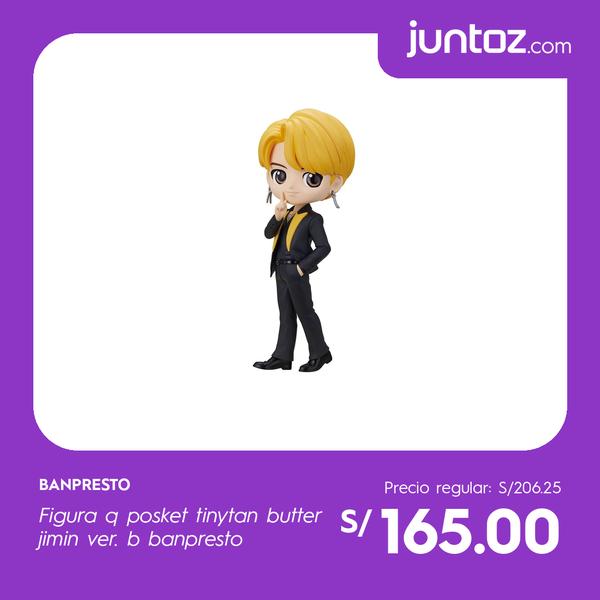 juntoz.com
BANPRESTO
Figura q posket tinytan butter
jimin ver. b banpresto
Precio regular: S/206.25
S/165.00